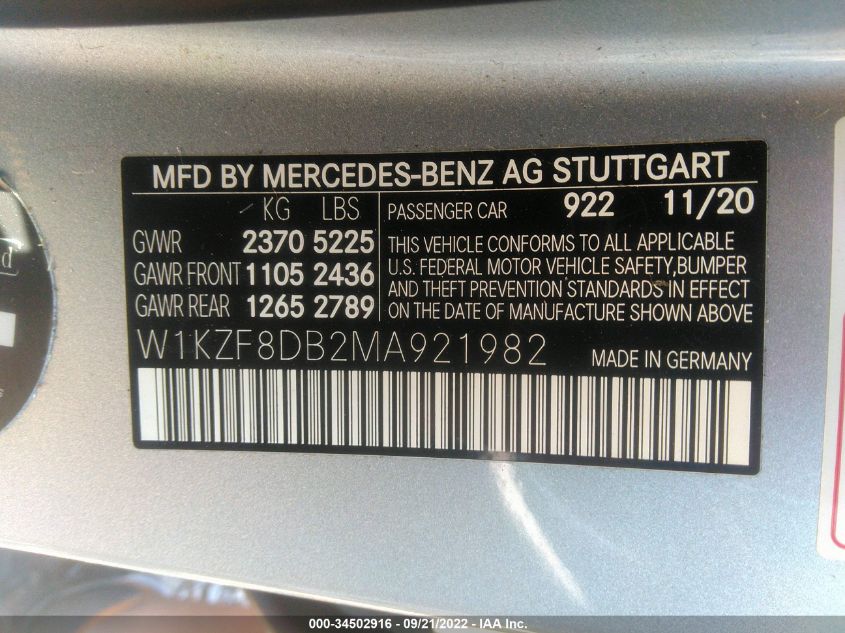 MFD BY MERCEDES-BENZ AG STUTTGART
KG LBS
GVWR 2370 5225
GAWR FRONT 1105 2436
GAWR REAR 1265 2789
PASSENGER CAR 922 11/20
THIS VEHICLE CONFORMS TO ALL APPLICABLE
U.S. FEDERAL MOTOR VEHICLE SAFETY,BUMPER
AND THEFT PREVENTION STANDARDS IN EFFECT
ON THE DATE OF MANUFACTURE SHOWN ABOVE
W1KZF8DB2MA921982
MADE IN GERMANY
000-34502916 - 09/21/2022 - IAA Inc.